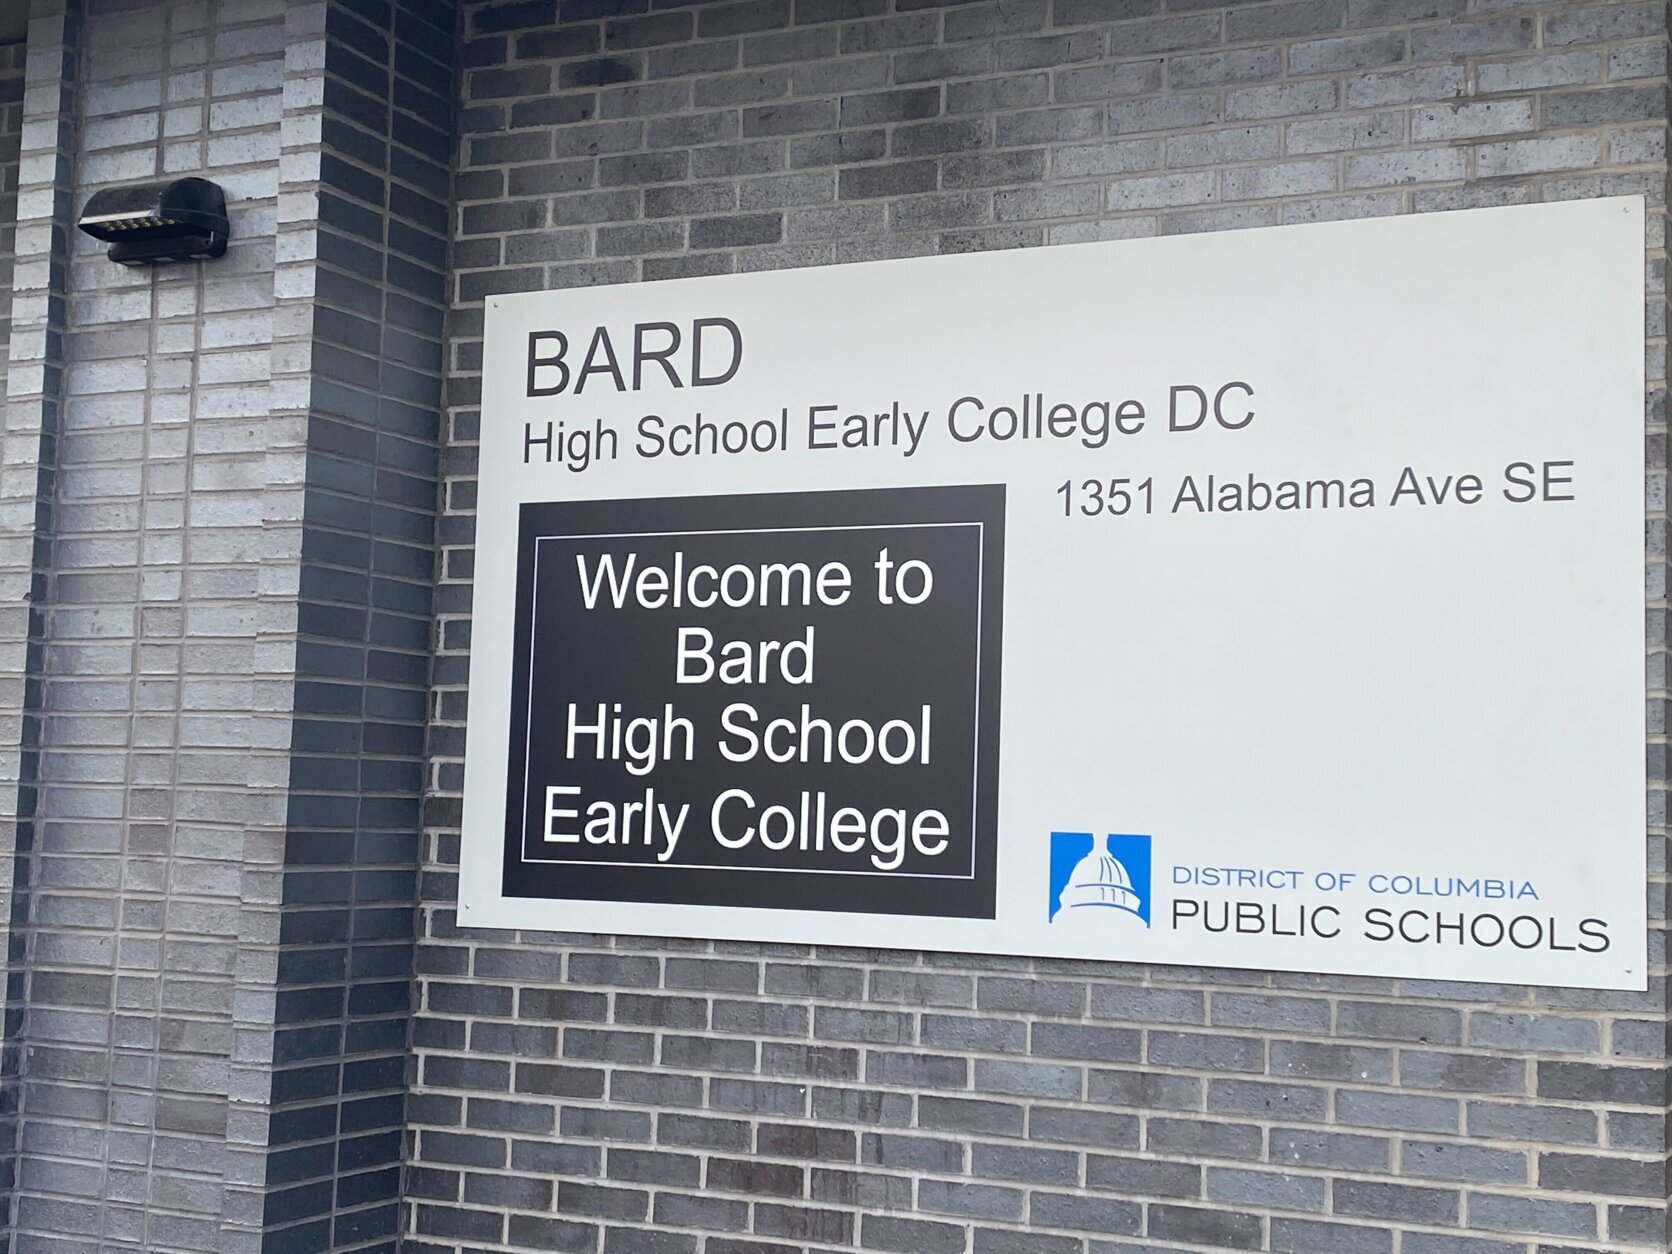 BARD
High School Early College DC
1351 Alabama Ave SE
Welcome to
Bard
High School
Early College
DISTRICT OF COLUMBIA
PUBLIC SCHOOLS